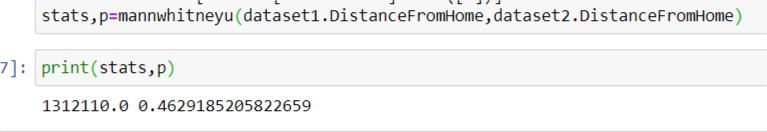 stats,p=mannwhitneyu(dataset1.DistanceFromHome,dataset2.DistanceFromHome)
7]: print(stats,p)
1312110.0 0.4629185205822659